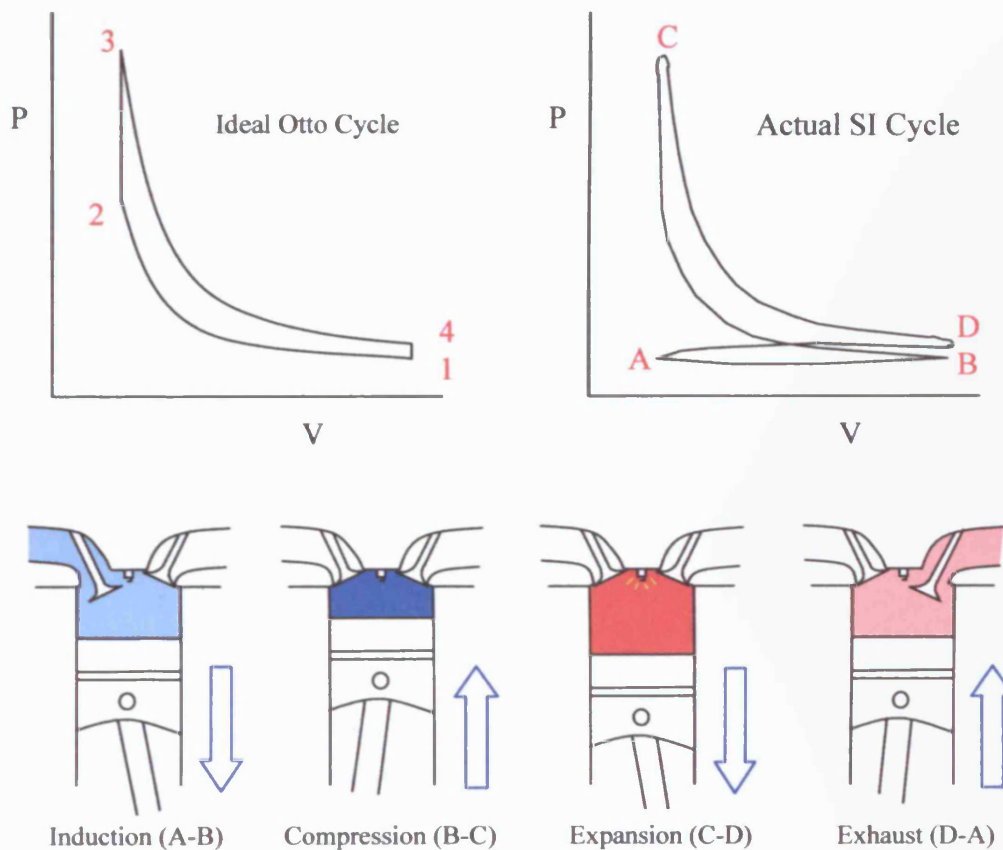 3
P
Ideal Otto Cycle
2
4
1
V
C
P
Actual SI Cycle
D
A
B
V
Induction (A-B)
Compression (B-C)
Expansion (C-D)
Exhaust (D-A)